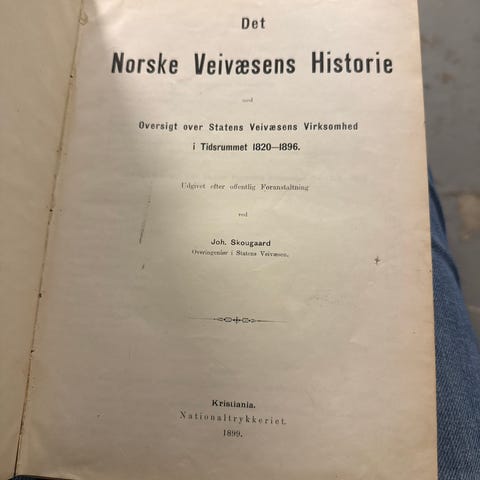 Det
Norske Veivæsens Historie
med
Oversigt over Statens Veivæsens Virksomhed
i Tidsrummet 1820—1896.
Udgivet efter offentlig Foranstaltning
ved
Joh. Skougaard
Overingeniør i Statens Veivæsen.
Kristiania.
Nationaltrykkeriet.
1899.